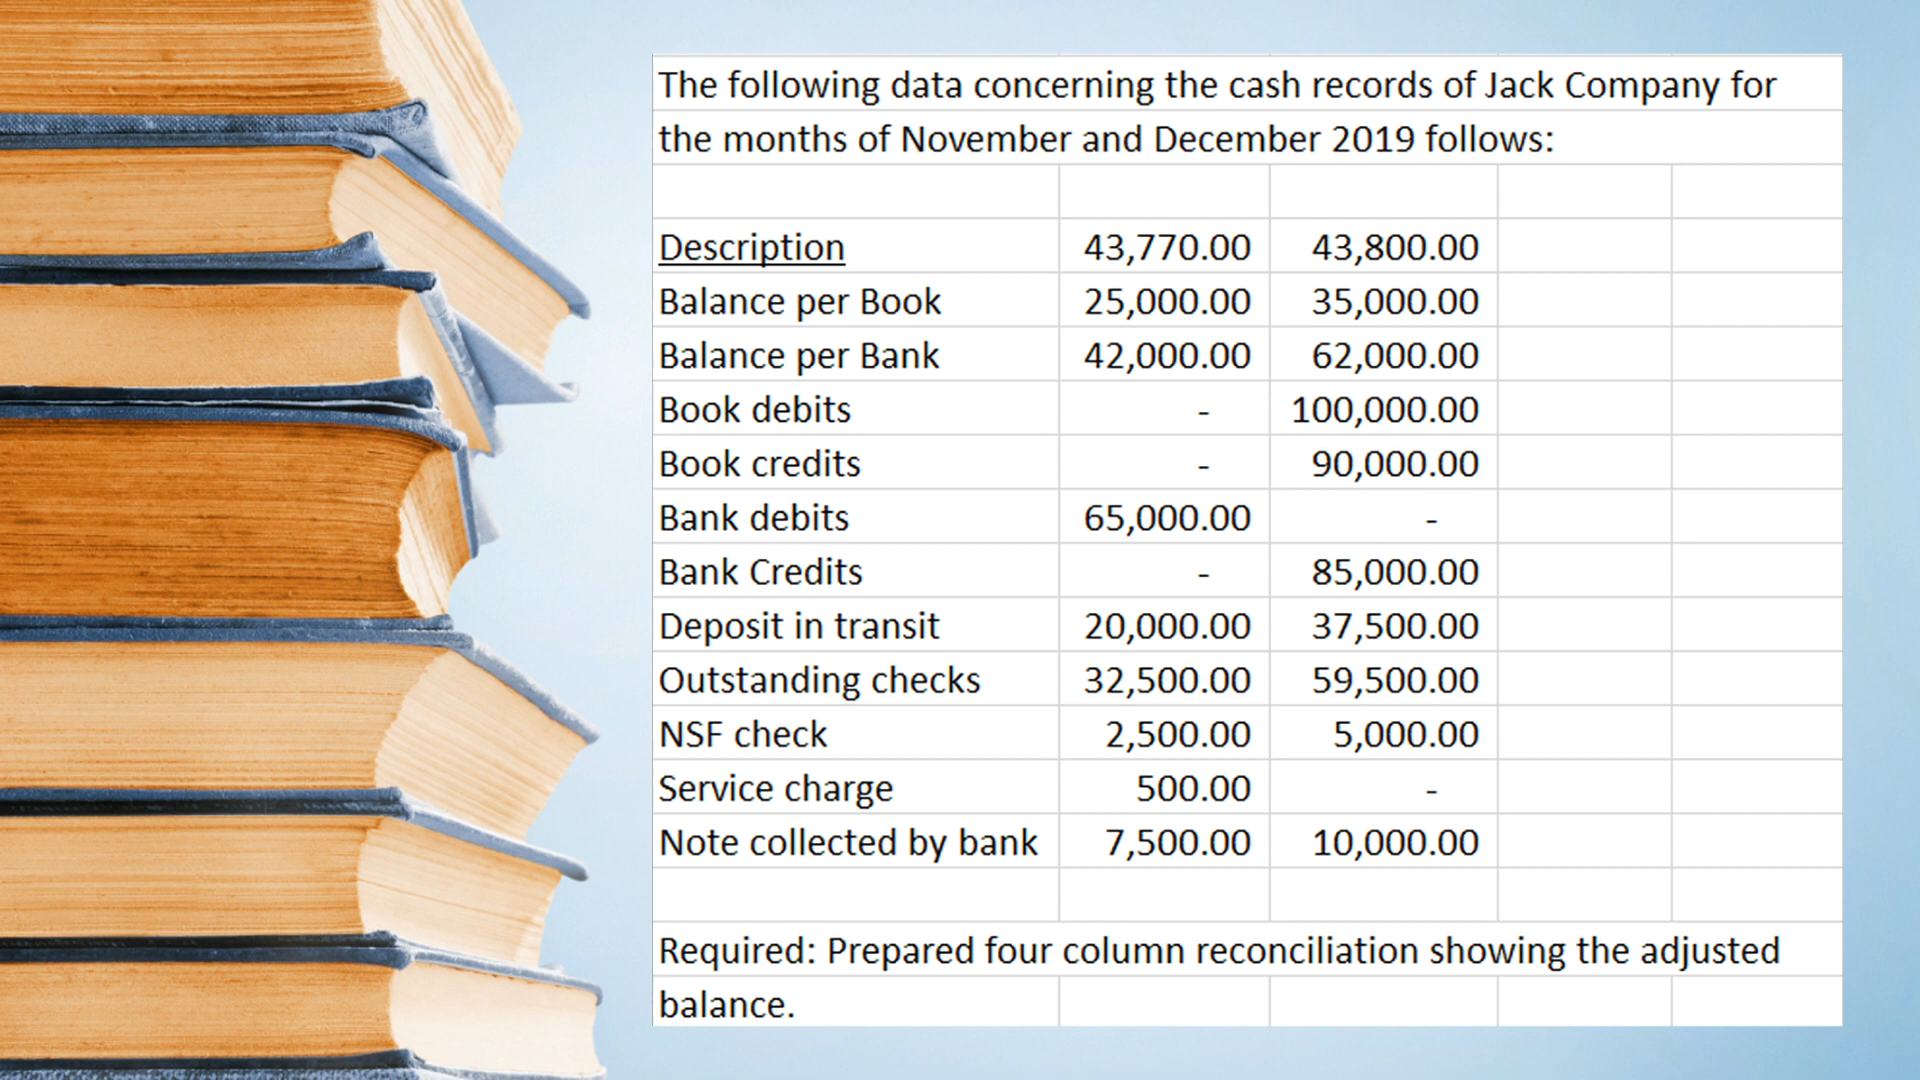 The following data concerning the cash records of Jack Company for
the months of November and December 2019 follows:
Description 43,770.00 43,800.00
Balance per Book 25,000.00 35,000.00
Balance per Bank 42,000.00 62,000.00
Book debits - 100,000.00
Book credits - 90,000.00
Bank debits 65,000.00 -
Bank Credits - 85,000.00
Deposit in transit 20,000.00 37,500.00
Outstanding checks 32,500.00 59,500.00
NSF check 2,500.00 5,000.00
Service charge 500.00 -
Note collected by bank 7,500.00 10,000.00
Required: Prepared four column reconciliation showing the adjusted
balance.